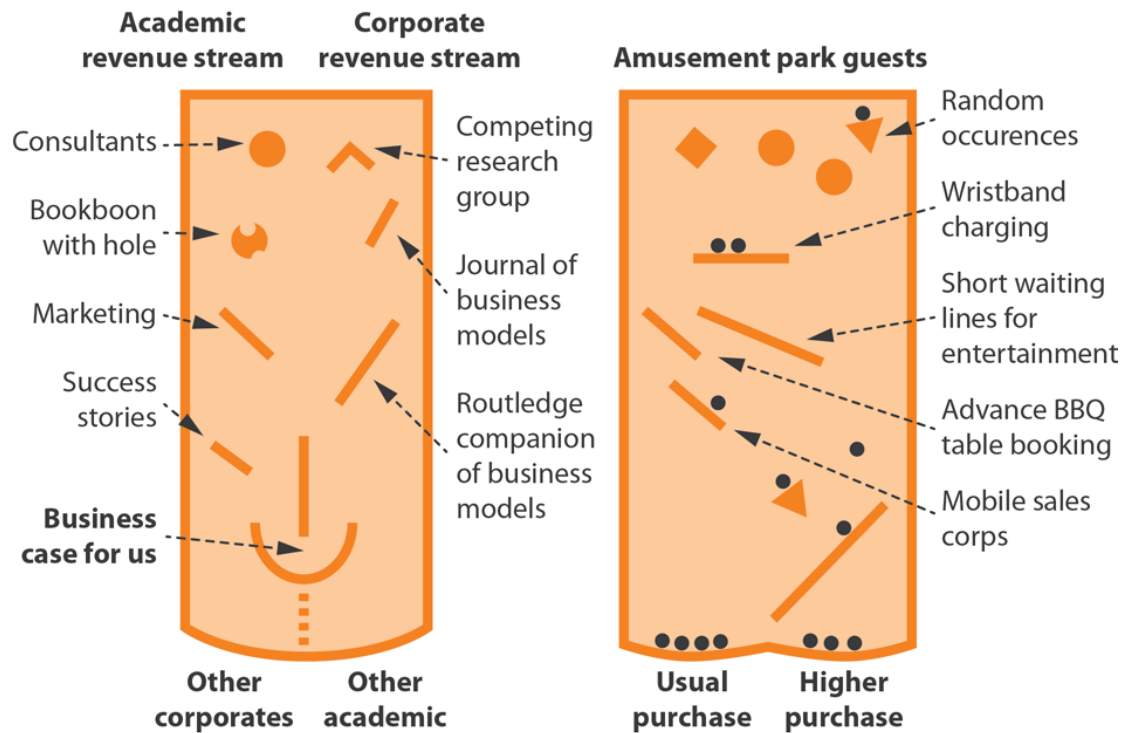 Academic
revenue stream
Corporate
revenue stream
Consultants
Bookboon
with hole
Marketing
Success
stories
Business
case for us
Competing
research
group
Journal of
business
models
Routledge
companion
of business
models
Other
corporates
Other
academic
Amusement park guests
Random
occurences
Wristband
charging
Short waiting
lines for
entertainment
Advance BBQ
table booking
Mobile sales
corps
Usual
purchase
Higher
purchase